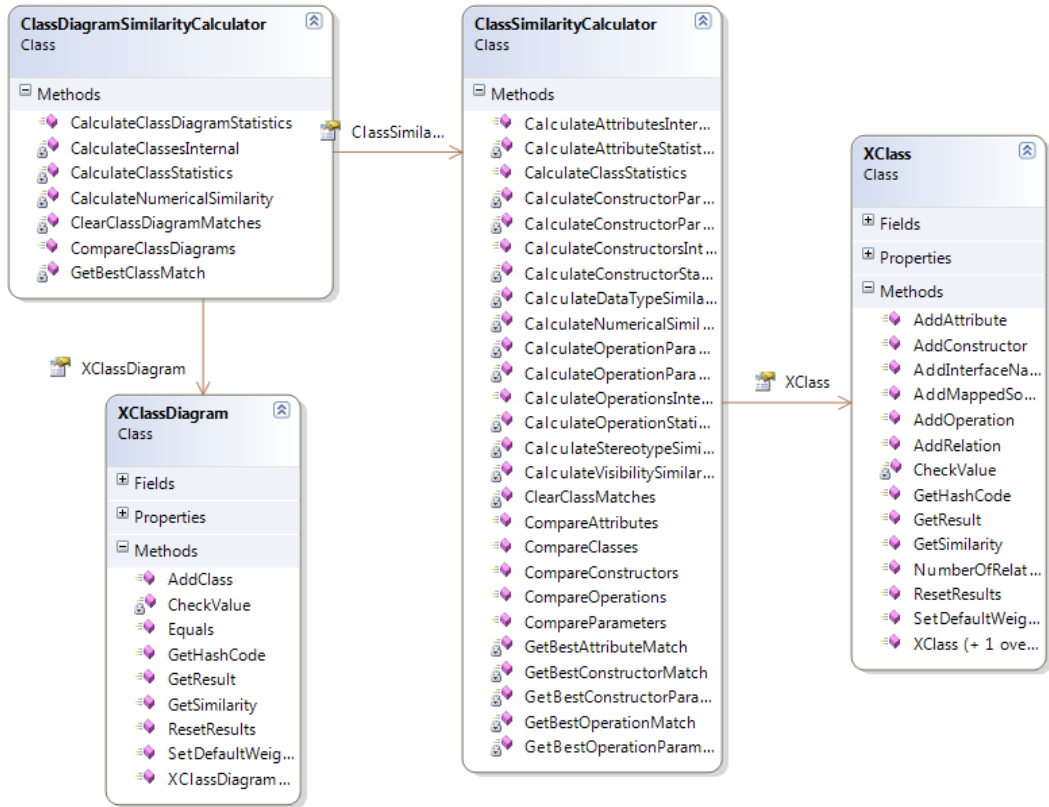 ClassDiagramSimilarityCalculator
Class
Methods
CalculateClassDiagramStatistics
CalculateClassesInternal
CalculateClassStatistics
CalculateNumericalSimilarity
ClearClassDiagramMatches
CompareClassDiagrams
GetBestClassMatch
ClassSimila...
XClassDiagram
XClassDiagram
Class
Fields
Properties
Methods
AddClass
CheckValue
Equals
GetHashCode
GetResult
GetSimilarity
ResetResults
SetDefaultWeig...
XClassDiagram...
ClassSimilarityCalculator
Class
Methods
CalculateAttributesInter...
CalculateAttributeStatist...
CalculateClassStatistics
CalculateConstructorPar...
CalculateConstructorPar...
CalculateConstructorsInt...
CalculateConstructorSta...
CalculateDataTypeSimila...
CalculateNumericalSimil...
CalculateOperationPara...
CalculateOperationPara...
CalculateOperationsInte...
CalculateOperationStati...
CalculateStereotypeSimi...
CalculateVisibilitySimilar...
ClearClassMatches
CompareAttributes
CompareClasses
CompareConstructors
CompareOperations
CompareParameters
GetBestAttributeMatch
GetBestConstructorMatch
GetBestConstructorPara...
GetBestOperationMatch
GetBestOperationParam...
XClass
XClass
Class
Fields
Properties
Methods
AddAttribute
AddConstructor
AddInterfaceNa...
AddMappedSo...
AddOperation
AddRelation
CheckValue
GetHashCode
GetResult
GetSimilarity
NumberOfRelat...
ResetResults
SetDefaultWeig...
XClass (+ 1 ove...